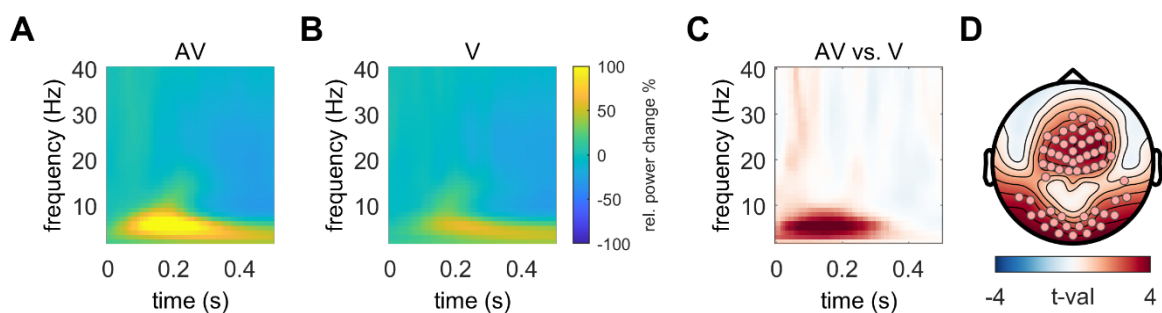 A
AV
frequency (Hz)
40
30
20
10
0
0.2
0.4
time (s)
B
V
frequency (Hz)
40
30
20
10
0
0.2
0.4
time (s)
100
50
0
-50
-100
rel. power change %
C
AV vs. V
frequency (Hz)
40
30
20
10
0
0.2
0.4
time (s)
D
-4
t-val
4